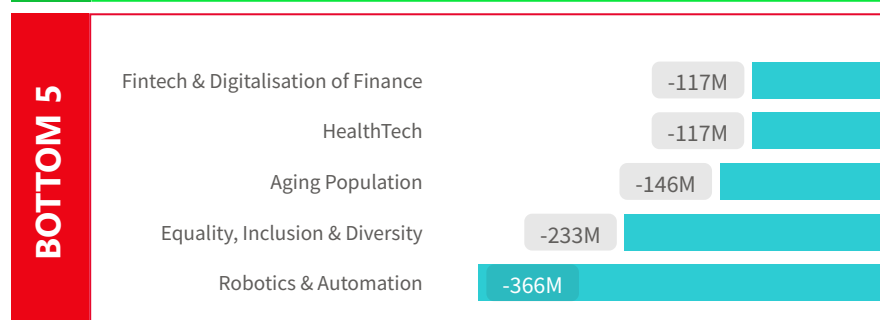 BOTTOM 5
Fintech & Digitalisation of Finance -117M
HealthTech -117M
Aging Population -146M
Equality, Inclusion & Diversity -233M
Robotics & Automation -366M